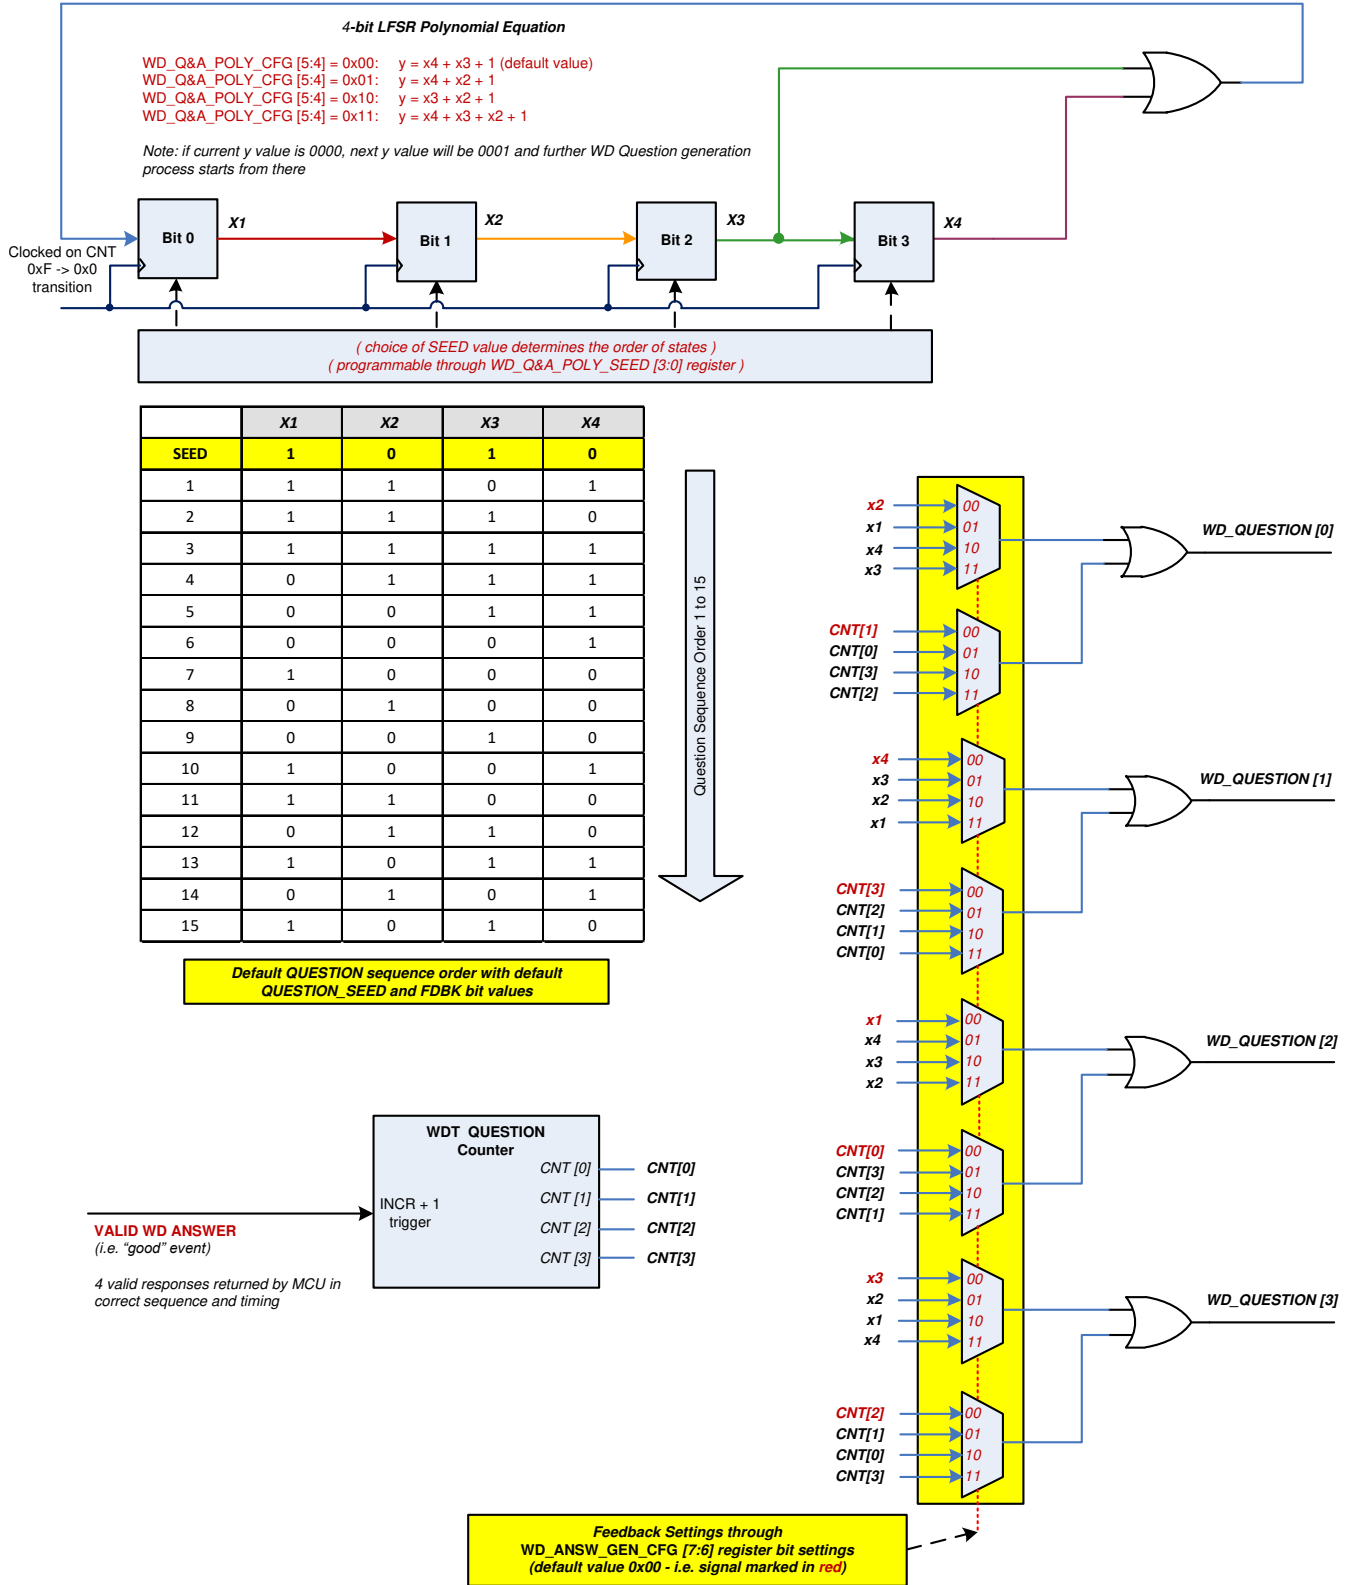 4-bit LFSR Polynomial Equation
WD_Q&A_POLY_CFG [5:4] = 0x00: y = x4 + x3 + 1 (default value)
WD_Q&A_POLY_CFG [5:4] = 0x01: y = x4 + x2 + 1
WD_Q&A_POLY_CFG [5:4] = 0x10: y = x3 + x2 + 1
WD_Q&A_POLY_CFG [5:4] = 0x11: y = x4 + x3 + x2 + 1
Note: if current y value is 0000, next y value will be 0001 and further WD Question generation
process starts from there
Bit 0
X1
Bit 1
X2
Bit 2
X3
Bit 3
X4
Clocked on CNT
0xF -> 0x0
transition
( choice of SEED value determines the order of states )
( programmable through WD_Q&A_POLY_SEED [3:0] register )
X1 X2 X3 X4
SEED 1 0 1 0
1 1 1 0 1
2 1 1 1 0
3 1 1 1 1
4 0 1 1 1
5 0 0 1 1
6 0 0 0 1
7 1 0 0 0
8 0 1 0 0
9 0 0 1 0
10 1 0 0 1
11 1 1 0 0
12 0 1 1 0
13 1 0 1 1
14 0 1 0 1
15 1 0 1 0
Question Sequence Order 1 to 15
Default QUESTION sequence order with default
QUESTION_SEED and FDBK bit values
WDT QUESTION
Counter
INCR + 1
trigger
CNT [0] CNT[0]
CNT [1] CNT[1]
CNT [2] CNT[2]
CNT [3] CNT[3]
VALID WD ANSWER
(i.e. “good” event)
4 valid responses returned by MCU in
correct sequence and timing
x2 00
x1 01
x4 10
x3 11
WD_QUESTION [0]
CNT[1] 00
CNT[0] 01
CNT[3] 10
CNT[2] 11
x4 00
x3 01
x2 10
x1 11
WD_QUESTION [1]
CNT[3] 00
CNT[2] 01
CNT[1] 10
CNT[0] 11
x1 00
x4 01
x3 10
x2 11
WD_QUESTION [2]
CNT[0] 00
CNT[3] 01
CNT[2] 10
CNT[1] 11
x3 00
x2 01
x1 10
x4 11
WD_QUESTION [3]
CNT[2] 00
CNT[1] 01
CNT[0] 10
CNT[3] 11
Feedback Settings through
WD_ANSW_GEN_CFG [7:6] register bit settings
(default value 0x00 - i.e. signal marked in red)